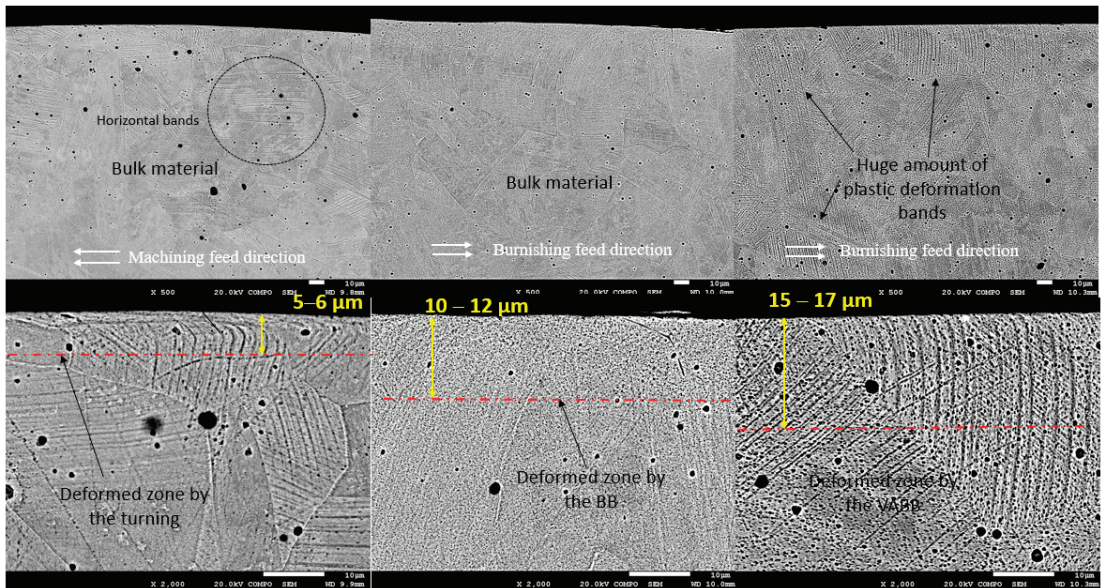 Horizontal bands
Bulk material
Machining feed direction
10µm
X 500 20.0kV COMPO SEM WD 9.8mm
Bulk material
Burnishing feed direction
10µm
X 500 20.0kV COMPO SEM WD 10.0mm
Huge amount of
plastic deformation
bands
Burnishing feed direction
10µm
X 500 20.0kV COMPO SEM WD 10.3mm
5–6 µm
Deformed zone by
the turning
10µm
X 2,000 20.0kV COMPO SEM WD 9.9mm
10 – 12 µm
Deformed zone by
the BB
10µm
X 2,000 20.0kV COMPO SEM WD 10.0mm
15 – 17 µm
Deformed zone by
the VABB
10µm
X 2,000 20.0kV COMPO SEM WD 10.3mm